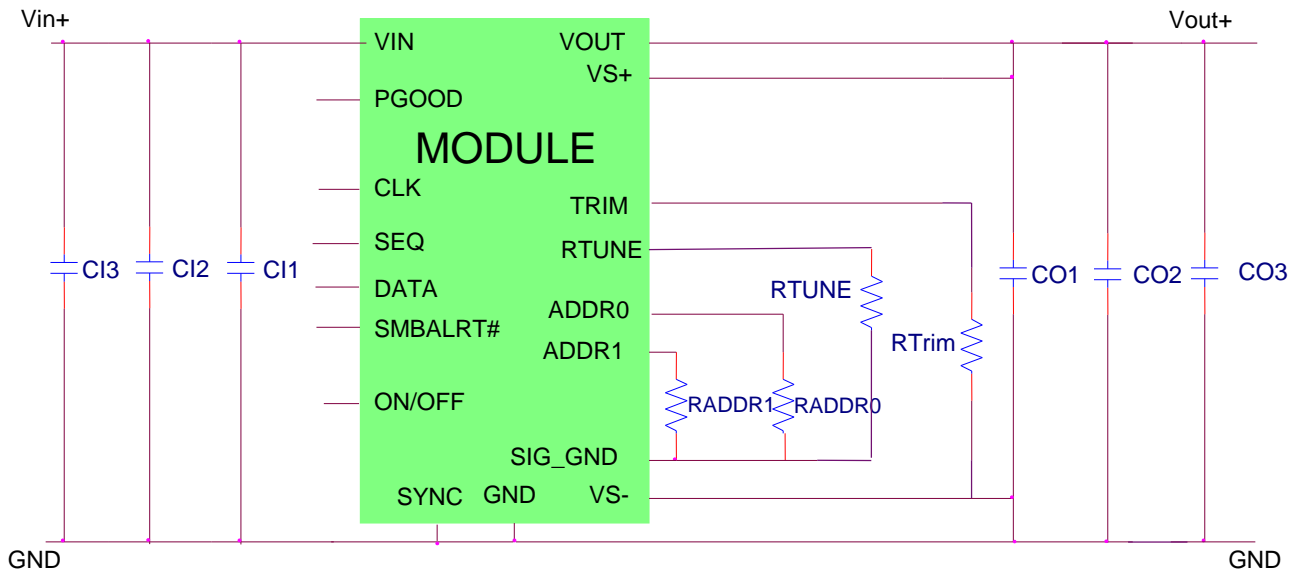 Vin+
Vout+
VIN
VOUT
VS+
PGOOD
MODULE
CLK
TRIM
SEQ
RTUNE
CI3
CI2
CI1
CO1
CO2
CO3
DATA
RTUNE
ADDR0
SMBALRT#
RTrim
ADDR1
ON/OFF
RADDR1
RADDR0
SIG_GND
SYNC
GND
VS-
GND
GND